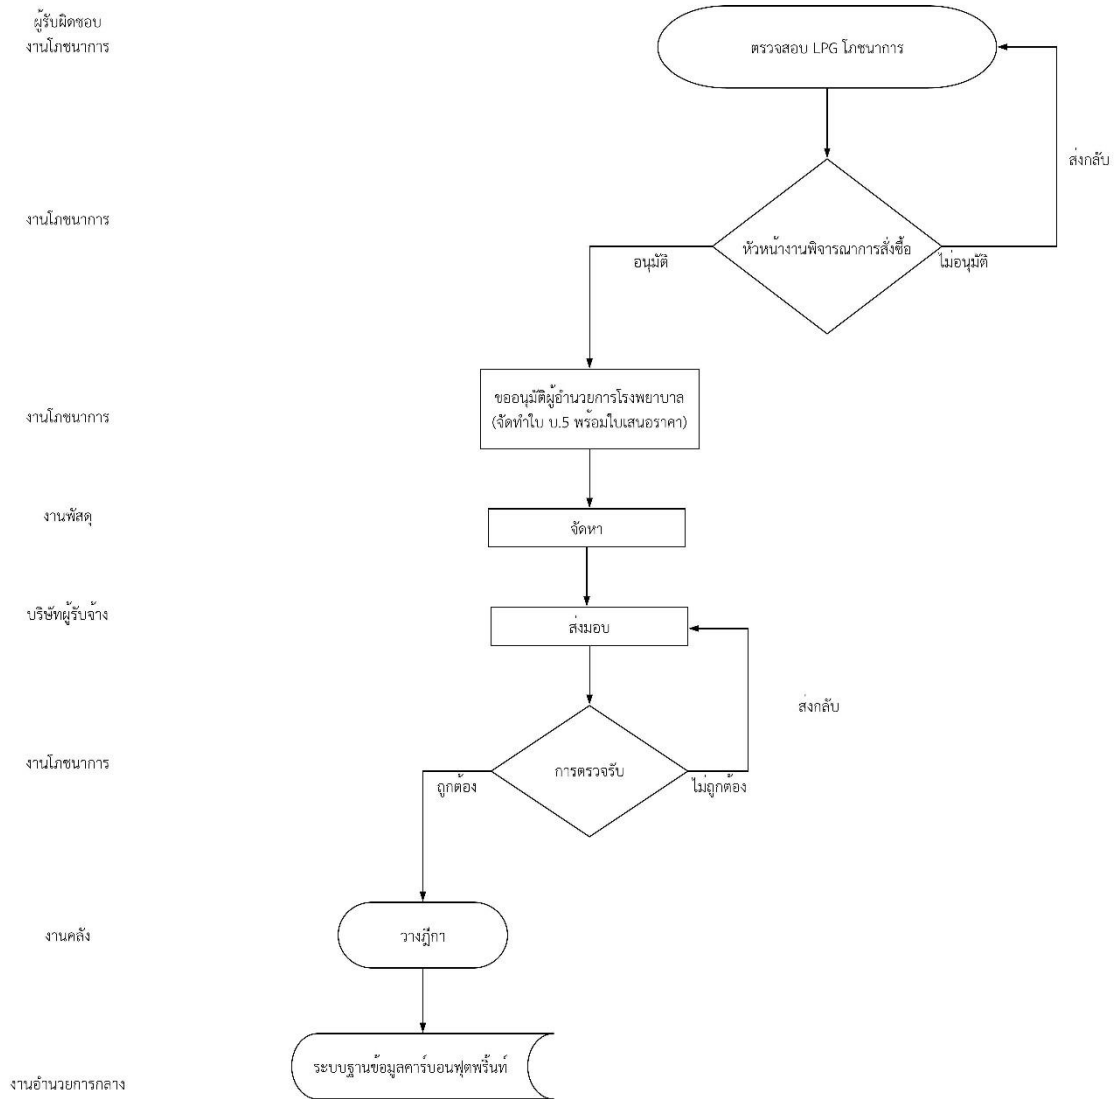 ผู้รับผิดชอบ
งานโภชนาการ
ตรวจสอบ LPG โภชนาการ
ส่งกลับ
งานโภชนาการ
หัวหน้างานพิจารณาการสั่งซื้อ
อนุมัติ
ไม่อนุมัติ
งานโภชนาการ
ขออนุมัติผู้อำนวยการโรงพยาบาล
(จัดทำใบ บ.5 พร้อมใบเสนอราคา)
งานพัสดุ
จัดหา
บริษัทผู้รับจ้าง
ส่งมอบ
ส่งกลับ
งานโภชนาการ
การตรวจรับ
ถูกต้อง
ไม่ถูกต้อง
งานคลัง
วางฎีกา
ระบบฐานข้อมูลคาร์บอนฟุตพริ้นท์
งานอำนวยการกลาง